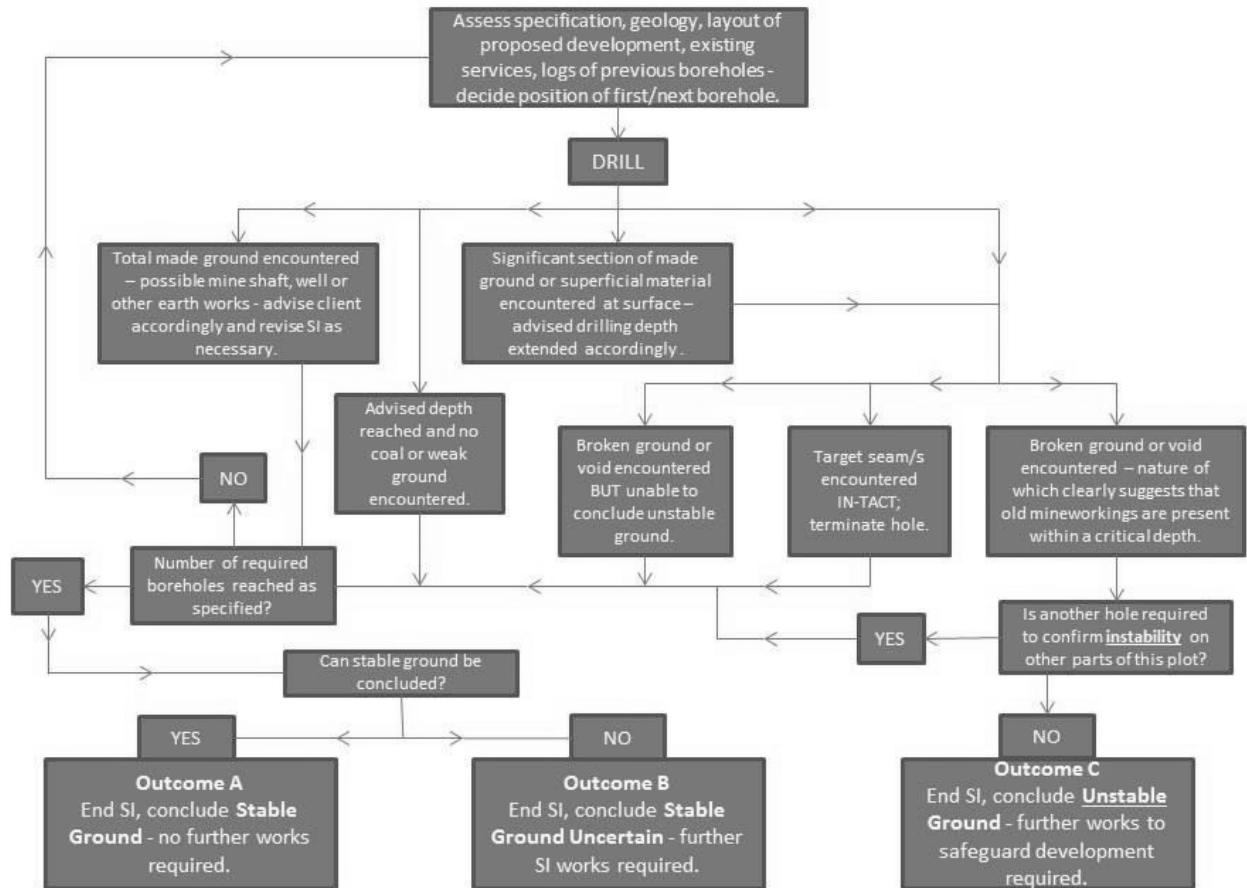 Assess specification, geology, layout of
proposed development, existing
services, logs of previous boreholes -
decide position of first/next borehole.
DRILL
Total made ground encountered
– possible mine shaft, well or
other earth works - advise client
accordingly and revise SI as
necessary.
Significant section of made
ground or superficial material
encountered at surface –
advised drilling depth
extended accordingly .
Advised depth
reached and no
coal or weak
ground
encountered.
Broken ground or
void encountered
BUT unable to
conclude unstable
ground.
Target seam/s
encountered
IN-TACT;
terminate hole.
Broken ground or void
encountered – nature of
which clearly suggests that
old mineworkings are present
within a critical depth.
NO
Number of required
boreholes reached as
specified?
YES
Is another hole required
to confirm instability on
other parts of this plot?
YES
Can stable ground be
concluded?
YES
NO
NO
Outcome A
End SI, conclude Stable
Ground - no further works
required.
Outcome B
End SI, conclude Stable
Ground Uncertain - further
SI works required.
Outcome C
End SI, conclude Unstable
Ground - further works to
safeguard development
required.